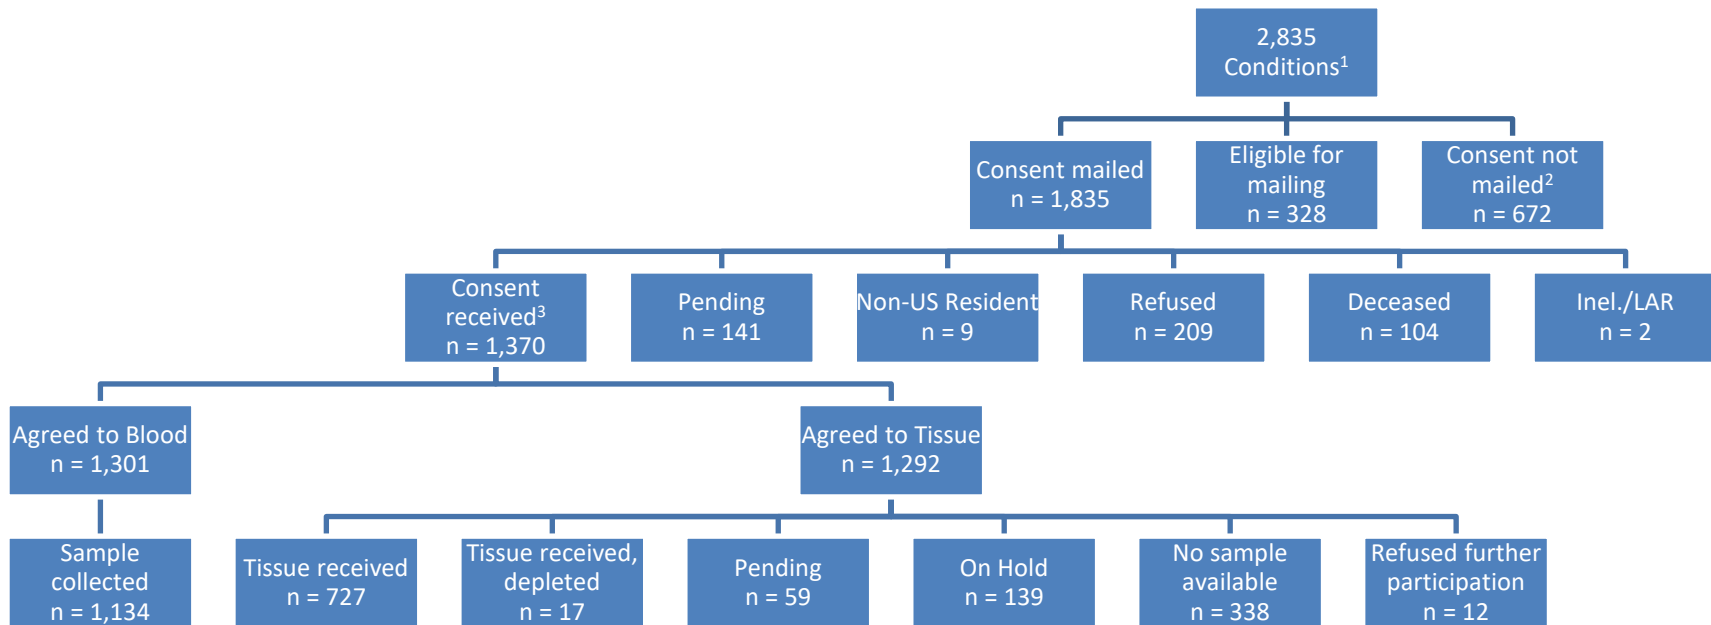 2,835
Conditions¹
Consent mailed
n = 1,835
Eligible for
mailing
n = 328
Consent not
mailed²
n = 672
Consent
received³
n = 1,370
Pending
n = 141
Non-US Resident
n = 9
Refused
n = 209
Deceased
n = 104
Inel./LAR
n = 2
Agreed to Blood
n = 1,301
Agreed to Tissue
n = 1,292
Sample
collected
n = 1,134
Tissue received
n = 727
Tissue received,
depleted
n = 17
Pending
n = 59
On Hold
n = 139
No sample
available
n = 338
Refused further
participation
n = 12